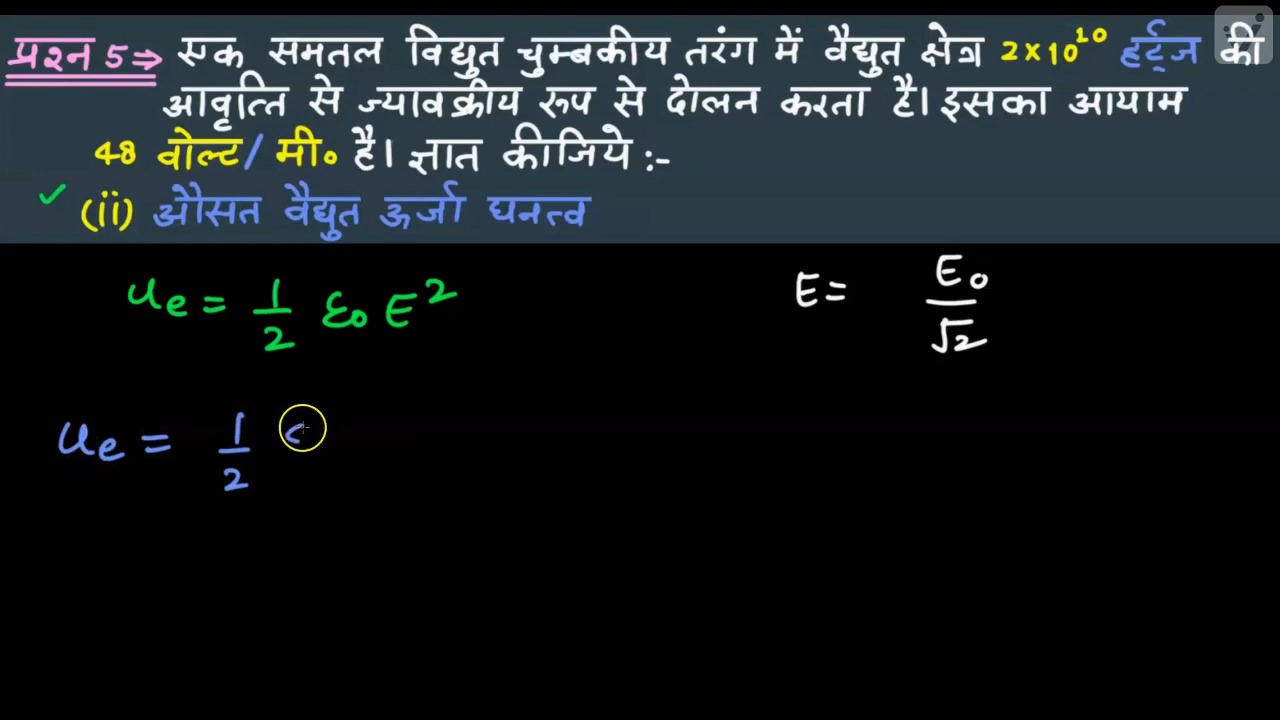 प्रश्न 5⇒ एक समतल विद्युत चुम्बकीय तरंग में वैद्युत क्षेत्र 2×10¹⁰ हर्ट्ज की
आवृत्ति से ज्यावक्रीय रूप से दोलन करता है। इसका आयाम
48 वोल्ट/ मी० है। ज्ञात कीजिये :-
✓ (ii) औसत वैद्युत ऊर्जा घनत्व
uₑ = 1/2 ε₀ E²
E = E₀/√2
uₑ = 1/2